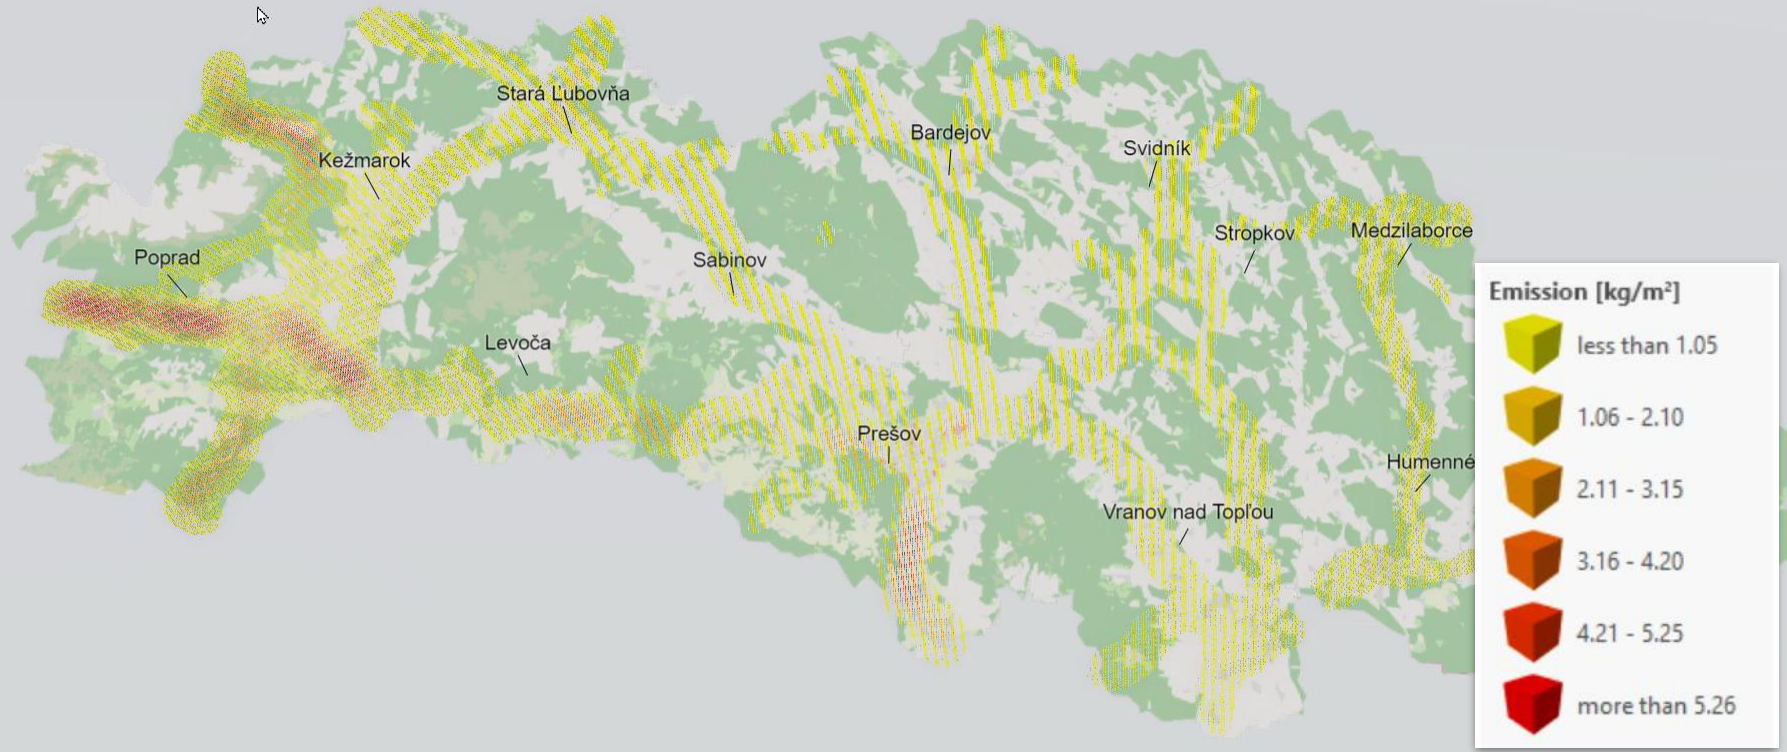 Stará Ľubovňa
Bardejov
Svidník
Kežmarok
Stropkov
Medzilaborce
Poprad
Sabinov
Levoča
Prešov
Humenné
Vranov nad Topľou
Emission [kg/m²]
less than 1.05
1.06 - 2.10
2.11 - 3.15
3.16 - 4.20
4.21 - 5.25
more than 5.26